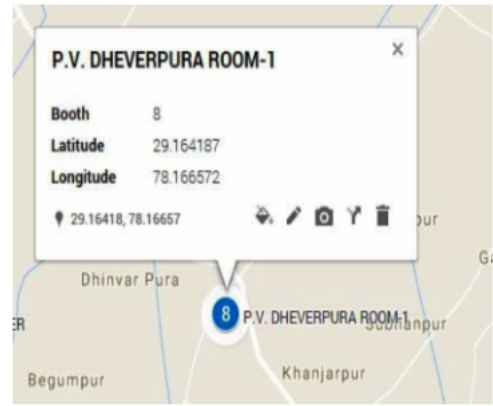 P.V. DHEVERPURA ROOM-1
Booth 8
Latitude 29.164187
Longitude 78.166572
29.16418, 78.16657
pur
Dhinvar Pura
8 P.V. DHEVERPURA ROOM-1
Khanjarpur
Begumpur